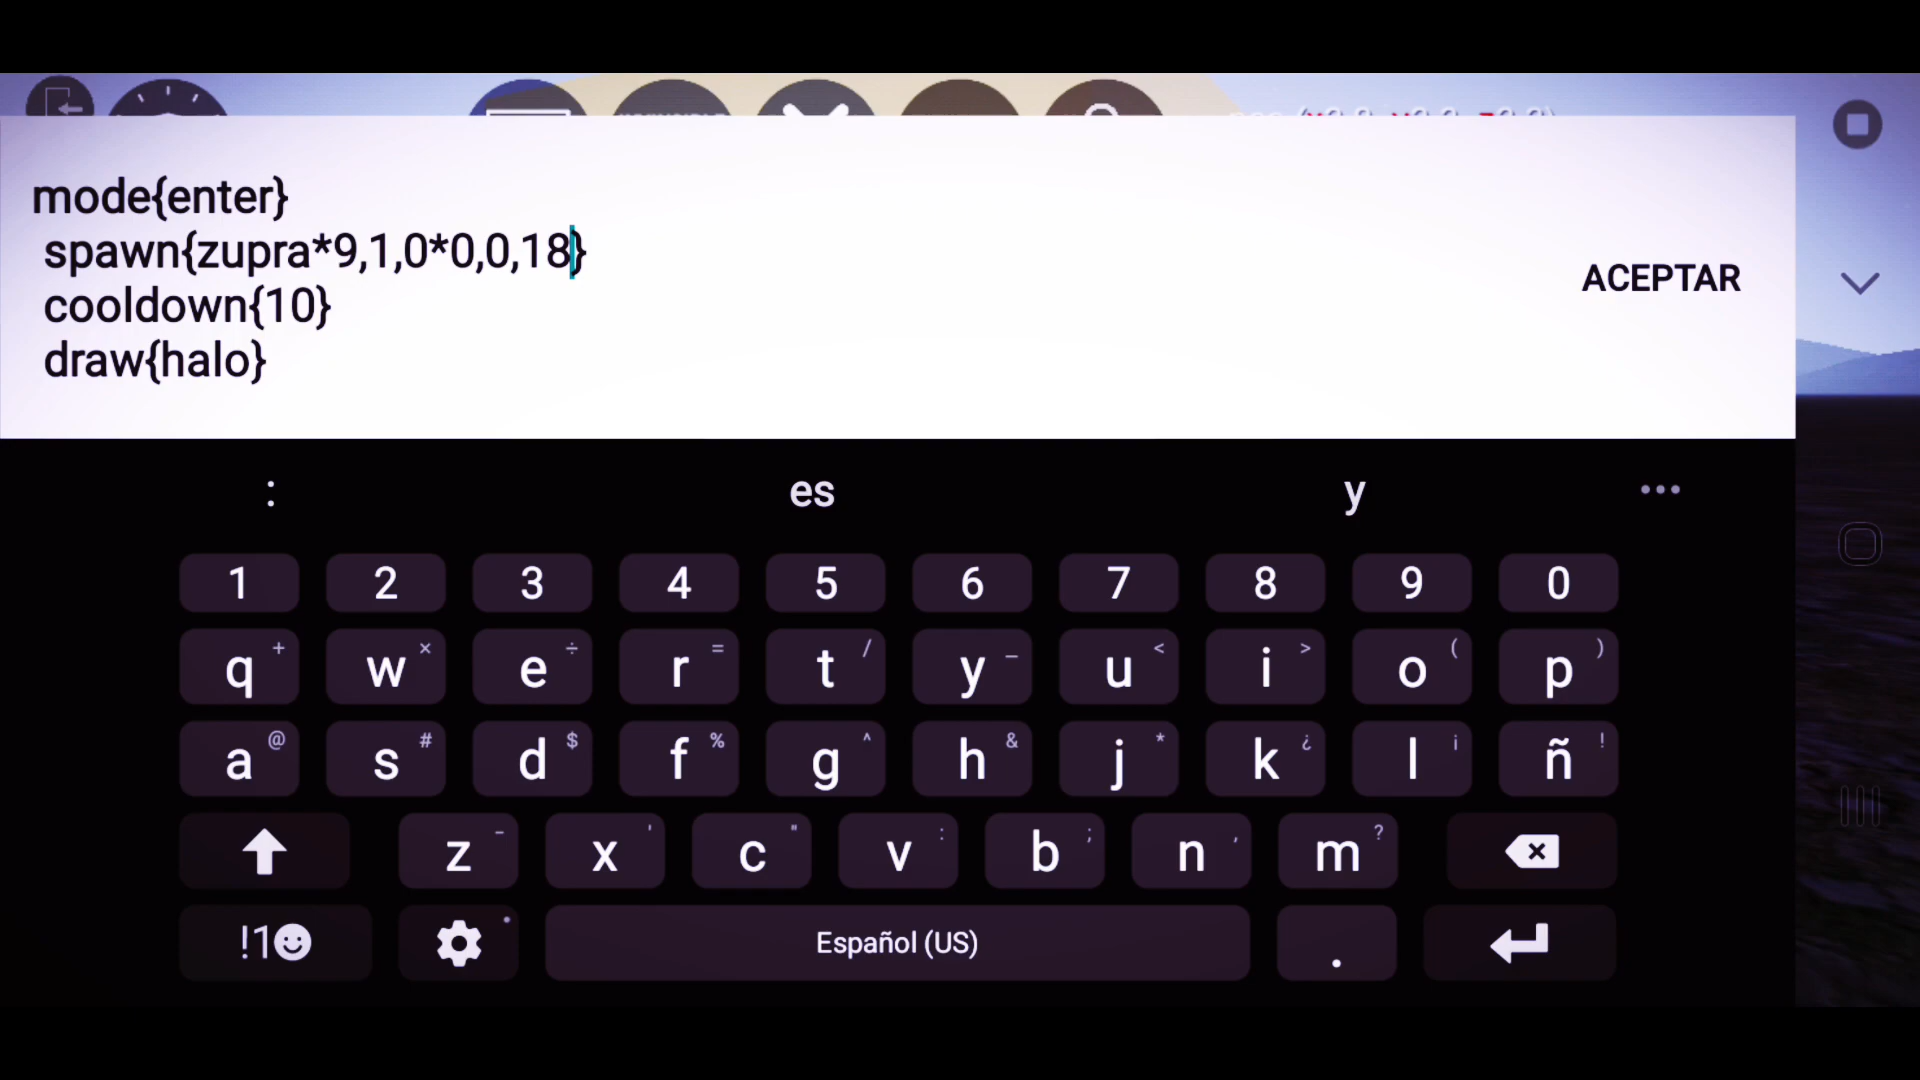 mode{enter}
spawn{zupra*9,1,0*0,0,18}
cooldown{10}
draw{halo}
ACEPTAR
: es y
1 2 3 4 5 6 7 8 9 0
q + w × e ÷ r = t / y _ u < i > o ( p )
a @ s # d $ f % g ^ h & j * k ¿ l ¡ ñ !
z - x ' c " v : b ; n , m ?
!1 Español (US) .